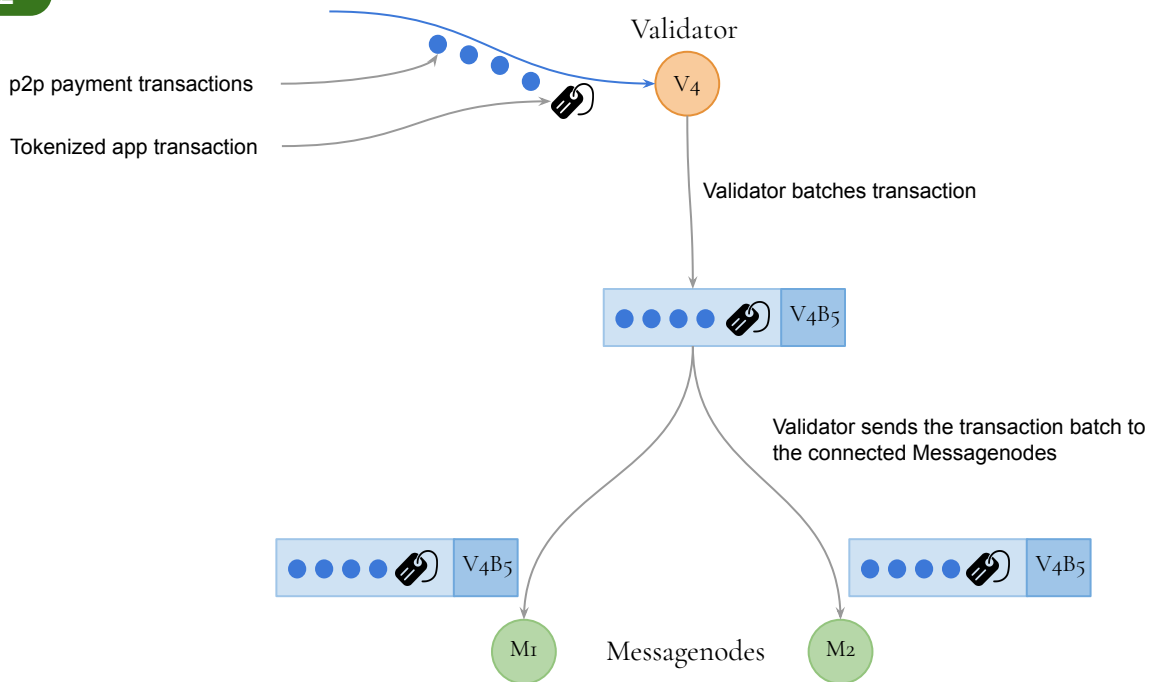 Validator
p2p payment transactions
V4
Tokenized app transaction
Validator batches transaction
V4B5
Validator sends the transaction batch to
the connected Messagenodes
V4B5
V4B5
M1
Messagenodes
M2